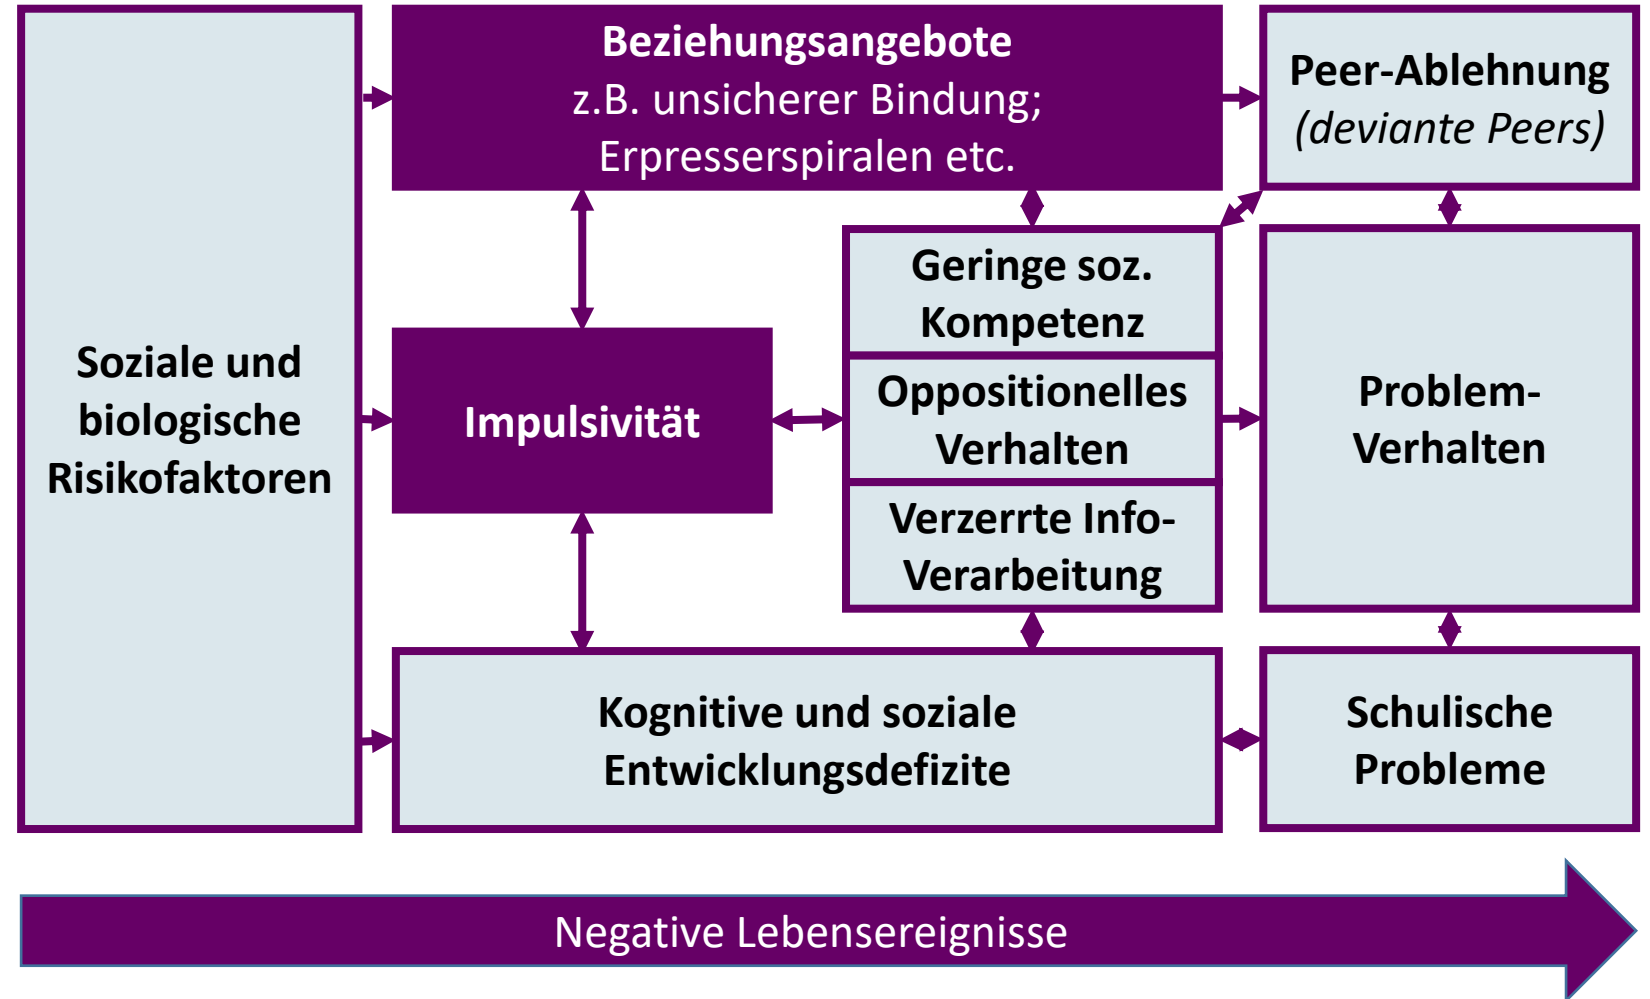 Soziale und
biologische
Risikofaktoren
Beziehungsangebote
z.B. unsicherer Bindung;
Erpresserspiralen etc.
Impulsivität
Geringe soz.
Kompetenz
Oppositionelles
Verhalten
Verzerrte Info-
Verarbeitung
Kognitive und soziale
Entwicklungsdefizite
Peer-Ablehnung
(deviante Peers)
Problem-
Verhalten
Schulische
Probleme
Negative Lebensereignisse